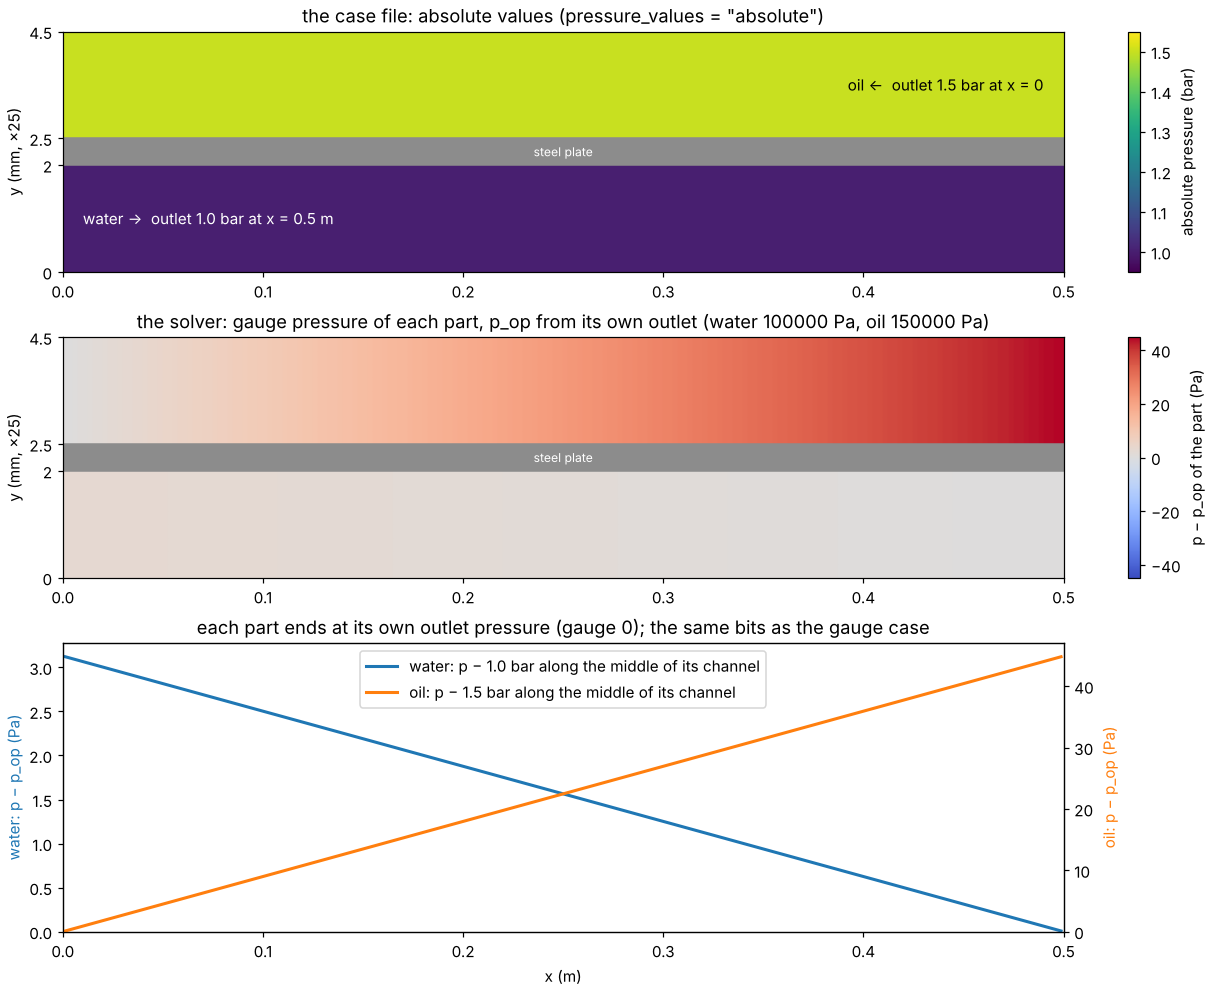 the case file: absolute values (pressure_values = "absolute")
4.5
2.5
2
0
y (mm, ×25)
oil ← outlet 1.5 bar at x = 0
steel plate
water → outlet 1.0 bar at x = 0.5 m
0.0 0.1 0.2 0.3 0.4 0.5
1.5
1.4
1.3
1.2
1.1
1.0
absolute pressure (bar)
the solver: gauge pressure of each part, p_op from its own outlet (water 100000 Pa, oil 150000 Pa)
4.5
2.5
2
0
y (mm, ×25)
steel plate
0.0 0.1 0.2 0.3 0.4 0.5
40
20
0
−20
−40
p − p_op of the part (Pa)
each part ends at its own outlet pressure (gauge 0); the same bits as the gauge case
3.0
2.5
2.0
1.5
1.0
0.5
0.0
water: p − p_op (Pa)
water: p − 1.0 bar along the middle of its channel
oil: p − 1.5 bar along the middle of its channel
40
30
20
10
0
oil: p − p_op (Pa)
0.0 0.1 0.2 0.3 0.4 0.5
x (m)